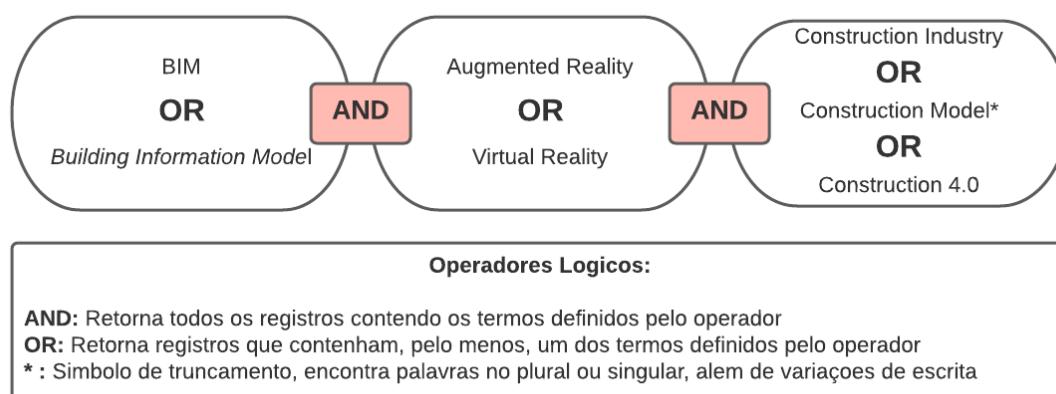 BIM
OR
Building Information Model
AND
Augmented Reality
OR
Virtual Reality
AND
Construction Industry
OR
Construction Model*
OR
Construction 4.0
Operadores Logicos:
AND: Retorna todos os registros contendo os termos definidos pelo operador
OR: Retorna registros que contenham, pelo menos, um dos termos definidos pelo operador
* : Simbolo de truncamento, encontra palavras no plural ou singular, alem de variaçoes de escrita